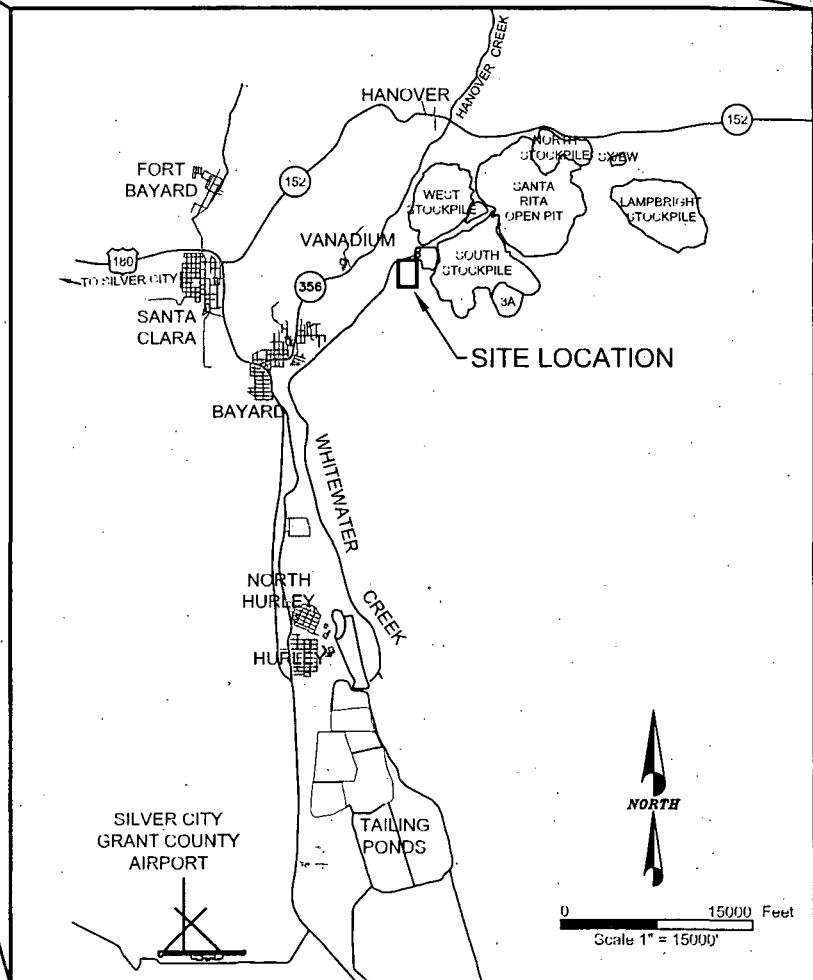 HANOVER CREEK
HANOVER
152
NORTH
STOCKPILE
SX/EW
FORT
BAYARD
152
WEST
STOCKPILE
SANTA
RITA
OPEN PIT
LAMPBRIGHT
STOCKPILE
VANADIUM
180
TO SILVER CITY
356
SOUTH
STOCKPILE
3A
SANTA
CLARA
SITE LOCATION
BAYARD
WHITEWATER
CREEK
NORTH
HURLEY
HURLEY
NORTH
SILVER CITY
GRANT COUNTY
AIRPORT
TAILING
PONDS
0 15000 Feet
Scale 1" = 15000'